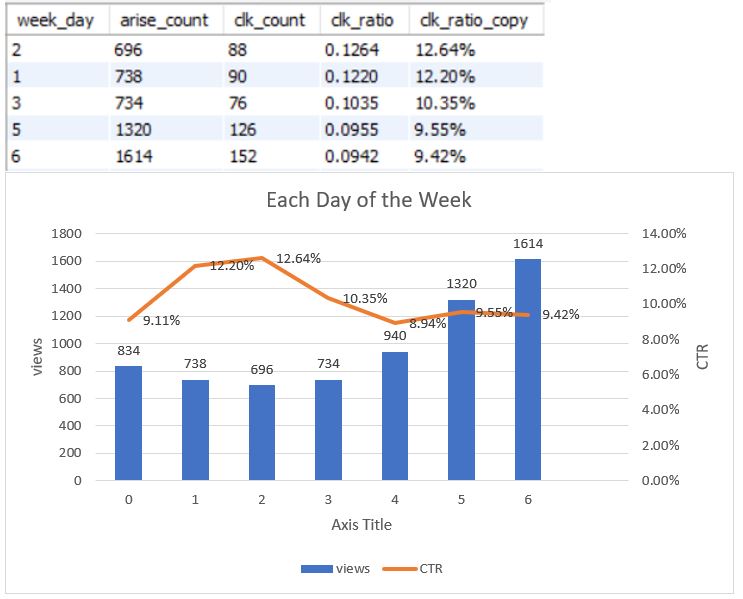 week_day arise_count clk_count clk_ratio clk_ratio_copy
2 696 88 0.1264 12.64%
1 738 90 0.1220 12.20%
3 734 76 0.1035 10.35%
5 1320 126 0.0955 9.55%
6 1614 152 0.0942 9.42%
Each Day of the Week
1800 14.00%
1614
1600 12.00%
12.64%
12.20%
1400
1320
10.35% 10.00%
1200
9.11% 8.94% 9.55% 9.42%
940
1000 8.00%
834
738 696 734
800
6.00%
600
4.00%
400
2.00%
200
0 0.00%
views
CTR
0 1 2 3 4 5 6
Axis Title
views CTR